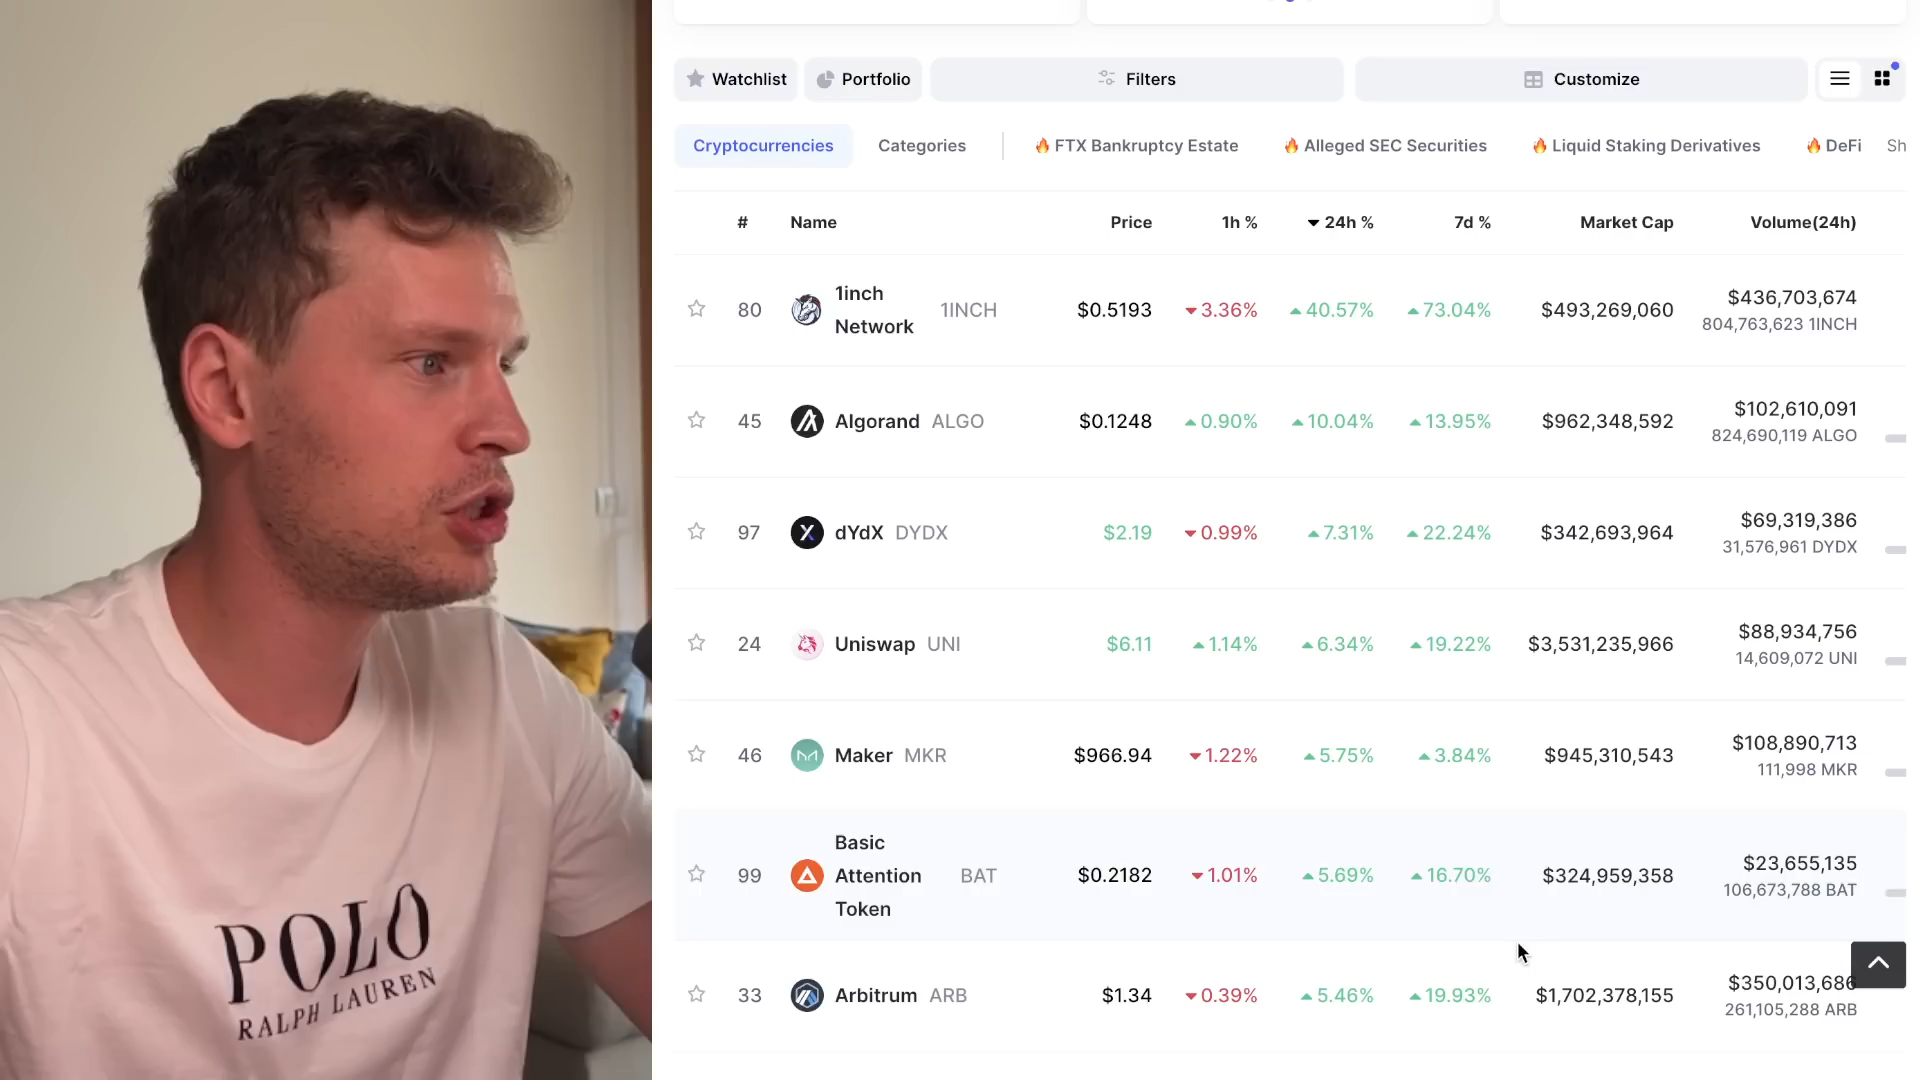 Watchlist Portfolio Filters Customize
Cryptocurrencies Categories FTX Bankruptcy Estate Alleged SEC Securities Liquid Staking Derivatives DeFi
# Name Price 1h % 24h % 7d % Market Cap Volume(24h)
80 1inch Network 1INCH $0.5193 3.36% 40.57% 73.04% $493,269,060 $436,703,674
804,763,623 1INCH
45 Algorand ALGO $0.1248 0.90% 10.04% 13.95% $962,348,592 $102,610,091
824,690,119 ALGO
97 dYdX DYDX $2.19 0.99% 7.31% 22.24% $342,693,964 $69,319,386
31,576,961 DYDX
24 Uniswap UNI $6.11 1.14% 6.34% 19.22% $3,531,235,966 $88,934,756
14,609,072 UNI
46 Maker MKR $966.94 1.22% 5.75% 3.84% $945,310,543 $108,890,713
111,998 MKR
99 Basic Attention Token BAT $0.2182 1.01% 5.69% 16.70% $324,959,358 $23,655,135
106,673,788 BAT
33 Arbitrum ARB $1.34 0.39% 5.46% 19.93% $1,702,378,155 $350,013,686
261,105,288 ARB
POLO
RALPH LAUREN